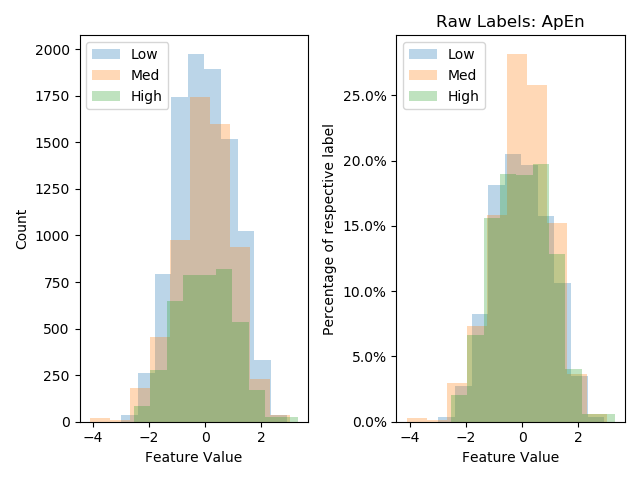 Raw Labels: ApEn
2000
1750
1500
1250
1000
750
500
250
0
Count
Low
Med
High
−4
−2
0
2
Feature Value
25.0%
20.0%
15.0%
10.0%
5.0%
0.0%
Percentage of respective label
Low
Med
High
−4
−2
0
2
Feature Value